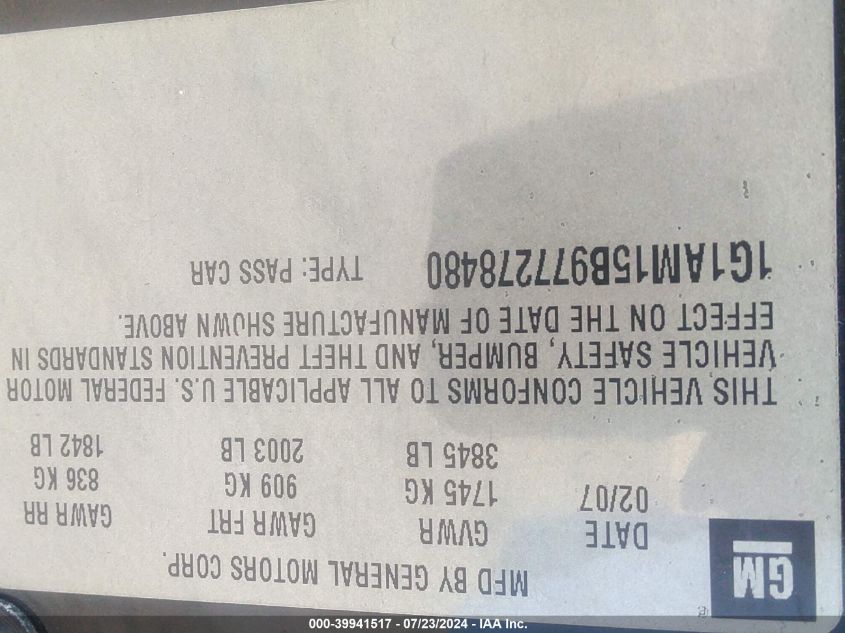 GM
MFD BY GENERAL MOTORS CORP.
DATE GVWR GAWR FRT GAWR RR
02/07 1745 KG 909 KG 836 KG
3845 LB 2003 LB 1842 LB
THIS VEHICLE CONFORMS TO ALL APPLICABLE U.S. FEDERAL MOTOR
VEHICLE SAFETY, BUMPER, AND THEFT PREVENTION STANDARDS IN
EFFECT ON THE DATE OF MANUFACTURE SHOWN ABOVE.
1G1AM15B977278480 TYPE: PASS CAR
000-39941517 - 07/23/2024 - IAA Inc.